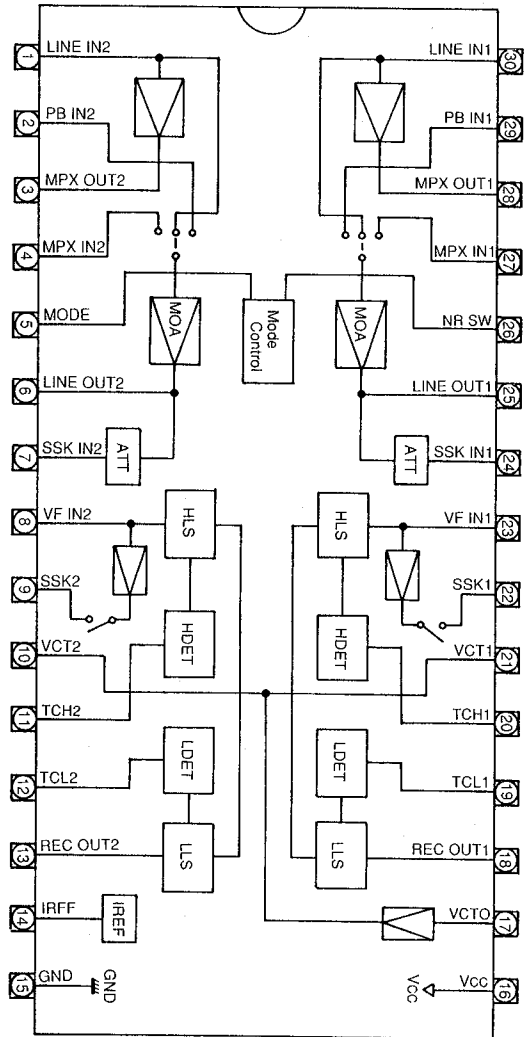 1 LINE IN2
2 PB IN2
3 MPX OUT2
4 MPX IN2
5 MODE
6 LINE OUT2
7 SSK IN2
8 VF IN2
9 SSK2
10 VCT2
11 TCH2
12 TCL2
13 REC OUT2
14 IRFF
15 GND
LINE IN1 30
PB IN1 29
MPX OUT1 28
MPX IN1 27
NR SW 26
LINE OUT1 25
SSK IN1 24
VF IN1 23
SSK1 22
VCT1 21
TCH1 20
TCL1 19
REC OUT1 18
VCTO 17
VCC 16
MOA
Mode
Control
MOA
ATT
ATT
HLS
HLS
HDET
HDET
LDET
LDET
LLS
LLS
iREF
GND
VCC